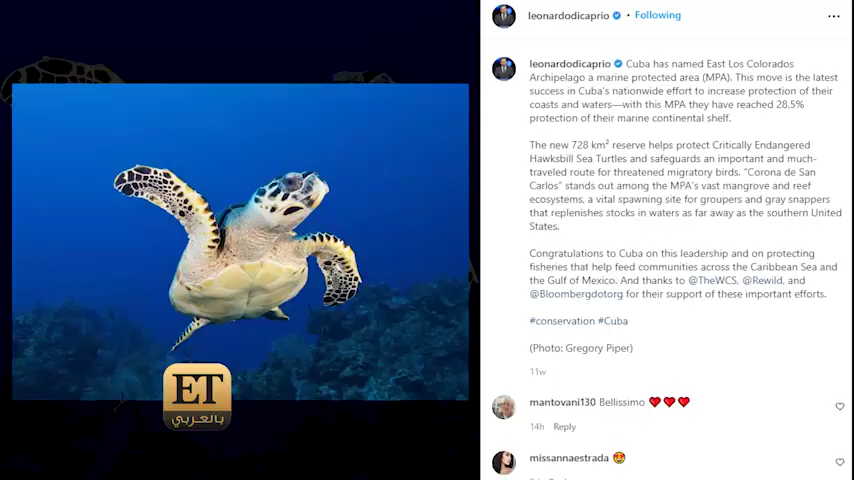 leonardodicaprio • Following
leonardodicaprio Cuba has named East Los Colorados
Archipelago a marine protected area (MPA). This move is the latest
success in Cuba's nationwide effort to increase protection of their
coasts and waters—with this MPA they have reached 28.5%
protection of their marine continental shelf.
The new 728 km² reserve helps protect Critically Endangered
Hawksbill Sea Turtles and safeguards an important and much-
traveled route for threatened migratory birds. "Corona de San
Carlos" stands out among the MPA's vast mangrove and reef
ecosystems, a vital spawning site for groupers and gray snappers
that replenishes stocks in waters as far away as the southern United
States.
Congratulations to Cuba on this leadership and on protecting
fisheries that help feed communities across the Caribbean Sea and
the Gulf of Mexico. And thanks to @TheWCS, @Rewild, and
@Bloombergdotorg for their support of these important efforts.
#conservation #Cuba
(Photo: Gregory Piper)
11w
mantovani130 Bellissimo ❤️❤️❤️
14h Reply
missannaestrada 😍
ET
بالعربي